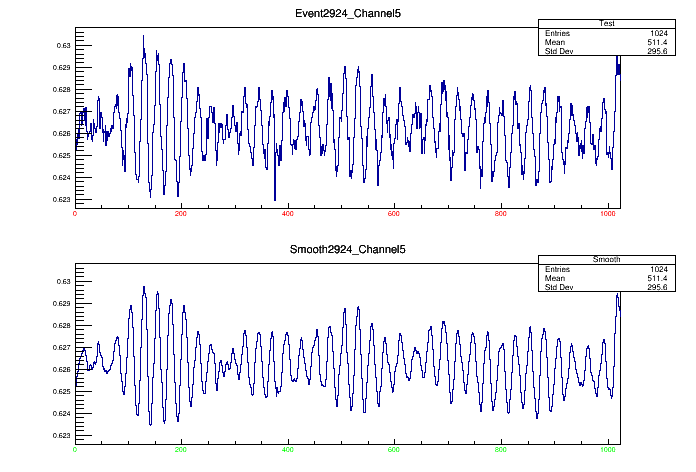 Event2924_Channel5
Test
Entries 1024
Mean 511.4
Std Dev 295.6
0.63
0.629
0.628
0.627
0.626
0.625
0.624
0.623
0 200 400 600 800 1000
Smooth2924_Channel5
Smooth
Entries 1024
Mean 511.4
Std Dev 295.6
0.63
0.629
0.628
0.627
0.626
0.625
0.624
0.623
0 200 400 600 800 1000